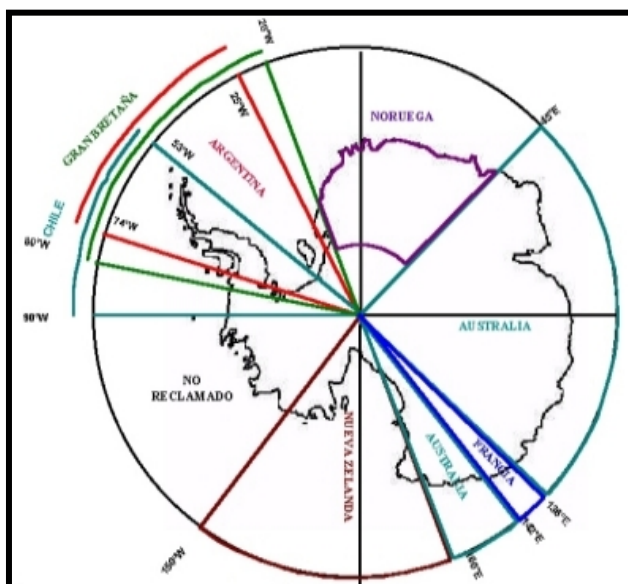 20°W
25°W
GRAN BRETAÑA
NORUEGA
45°E
53°W
ARGENTINA
CHILE
74°W
80°W
90°W
AUSTRALIA
NO
RECLAMADO
NUEVA ZELANDA
AUSTRALIA
FRANCIA
136°E
142°E
160°E
150°W